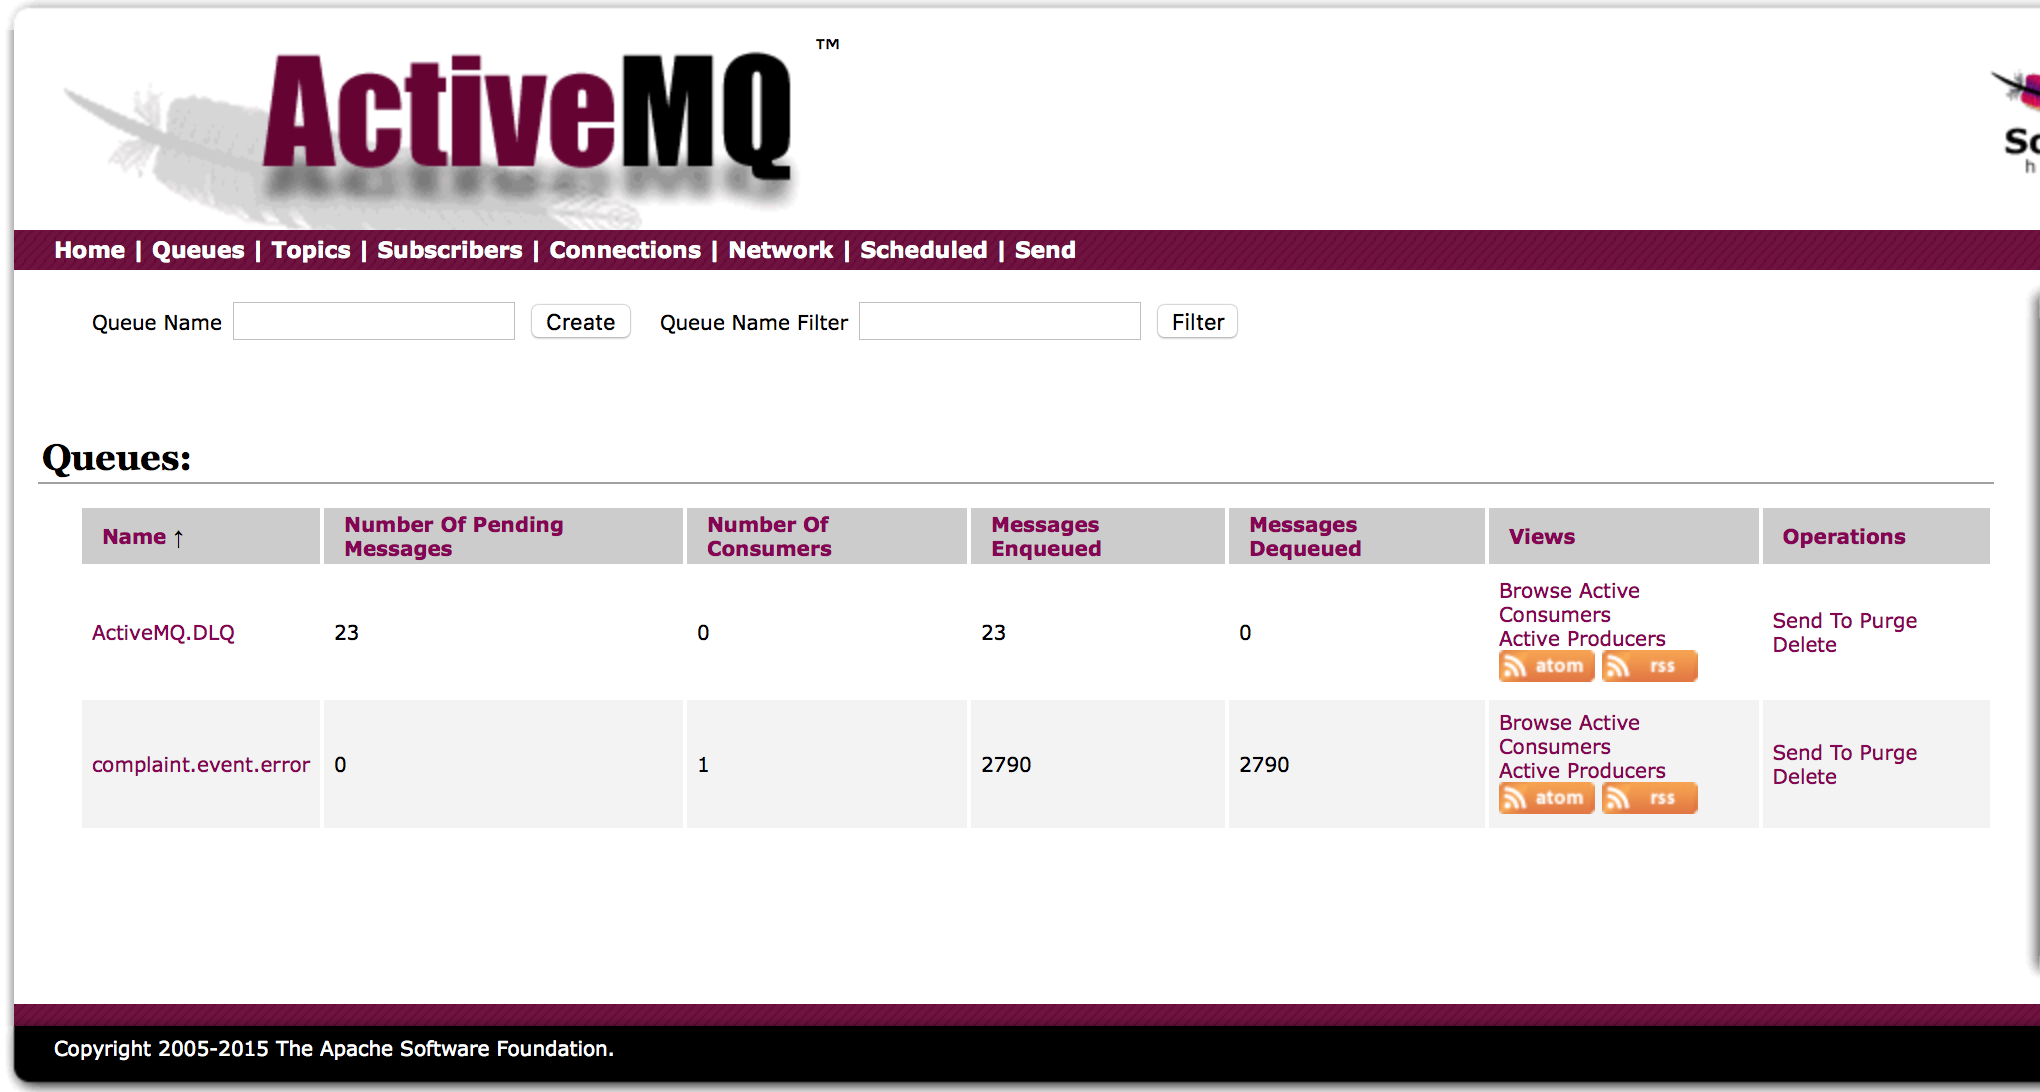 ActiveMQ ™
Home | Queues | Topics | Subscribers | Connections | Network | Scheduled | Send
Queue Name Create Queue Name Filter Filter
Queues:
Name ↑ Number Of Pending Messages Number Of Consumers Messages Enqueued Messages Dequeued Views Operations
ActiveMQ.DLQ 23 0 23 0
Browse Active
Consumers
Active Producers
atom rss
Send To Purge
Delete
complaint.event.error 0 1 2790 2790
Browse Active
Consumers
Active Producers
atom rss
Send To Purge
Delete
Copyright 2005-2015 The Apache Software Foundation.